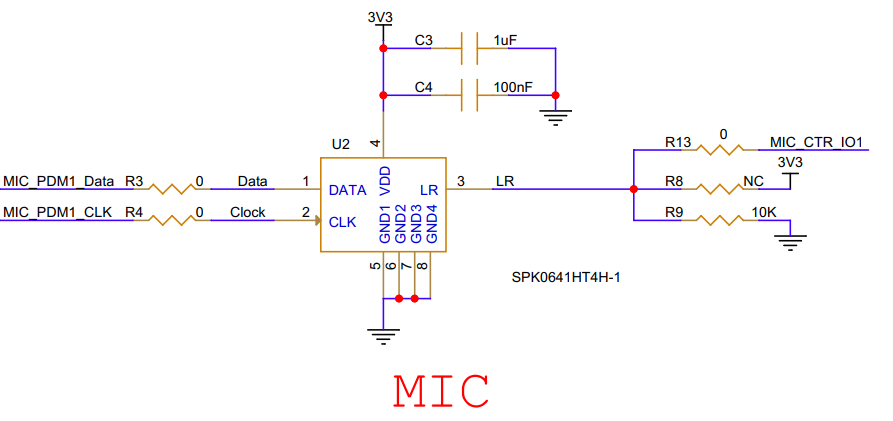 3V3
C3 1uF
C4 100nF
U2
4
R13 0 MIC_CTR_IO1
3V3
MIC_PDM1_Data R3 0 Data 1 DATA VDD LR 3 LR R8 NC
MIC_PDM1_CLK R4 0 Clock 2 CLK GND1 GND2 GND3 GND4 R9 10K
5 6 7 8
SPK0641HT4H-1
MIC